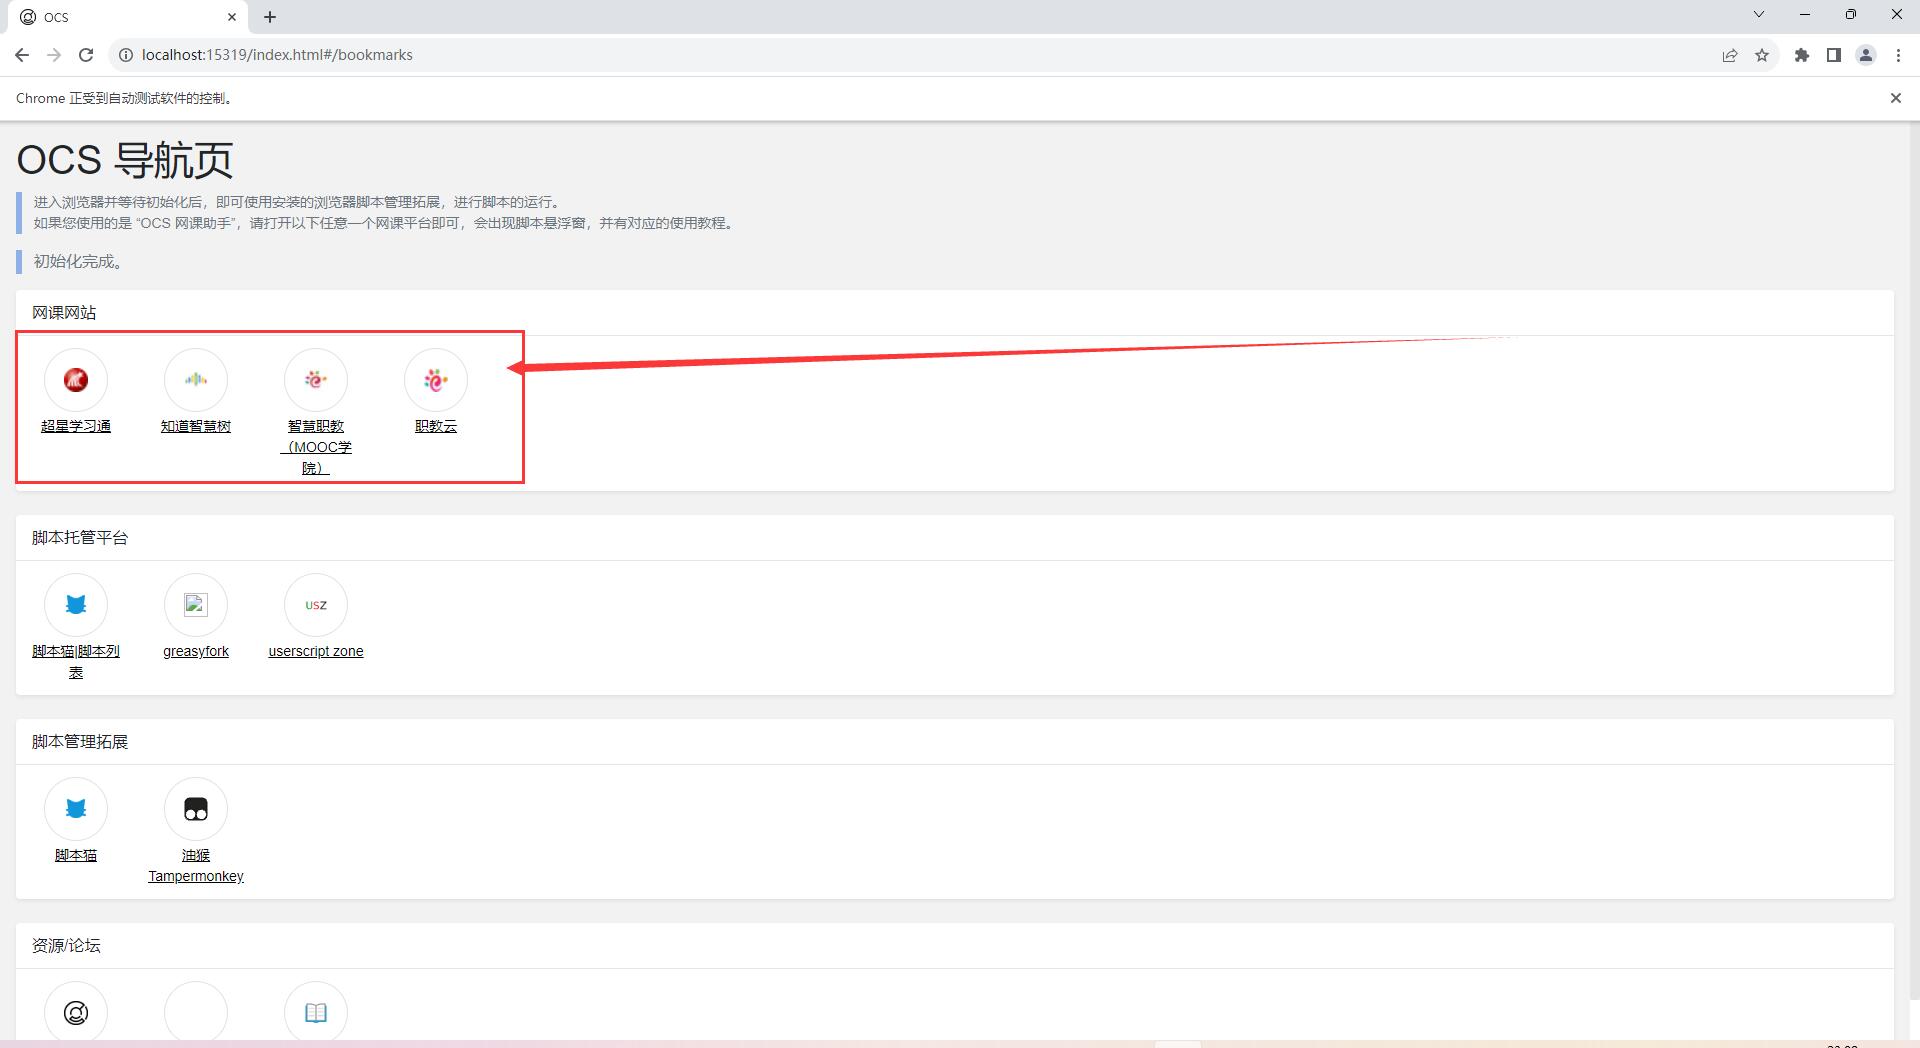 OCS
localhost:15319/index.html#/bookmarks
Chrome 正受到自动测试软件的控制。
OCS 导航页
进入浏览器并等待初始化后，即可使用安装的浏览器脚本管理拓展，进行脚本的运行。
如果您使用的是 “OCS 网课助手”，请打开以下任意一个网课平台即可，会出现脚本悬浮窗，并有对应的使用教程。
初始化完成。
网课网站
超星学习通
知道智慧树
智慧职教
（MOOC学
院）
职教云
脚本托管平台
脚本猫|脚本列
表
greasyfork
USZ
userscript zone
脚本管理拓展
脚本猫
油猴
Tampermonkey
资源/论坛